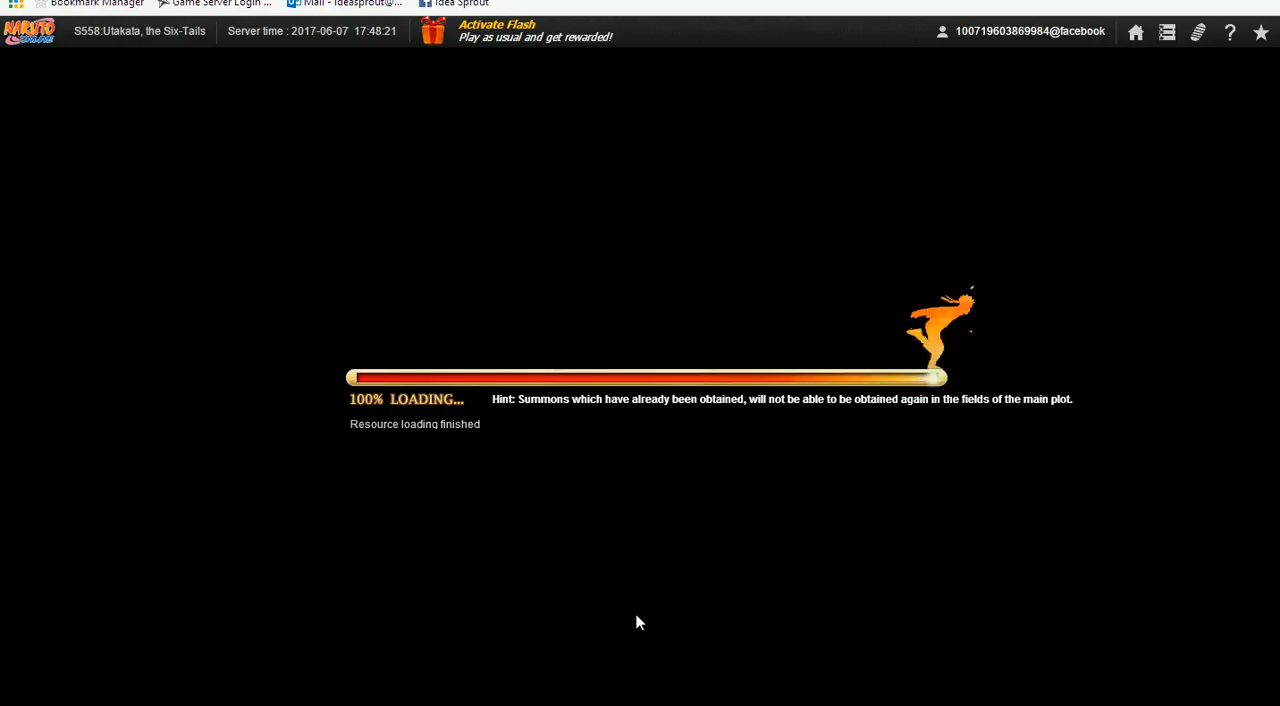 Bookmark Manager Game Server Login ... Mail - ideasprout@... Idea Sprout
NARUTO ONLINE S558:Utakata, the Six-Tails Server time : 2017-06-07 17:48:21 Activate Flash 100719603869984@facebook ?
Play as usual and get rewarded!
100% LOADING... Hint: Summons which have already been obtained, will not be able to be obtained again in the fields of the main plot.
Resource loading finished